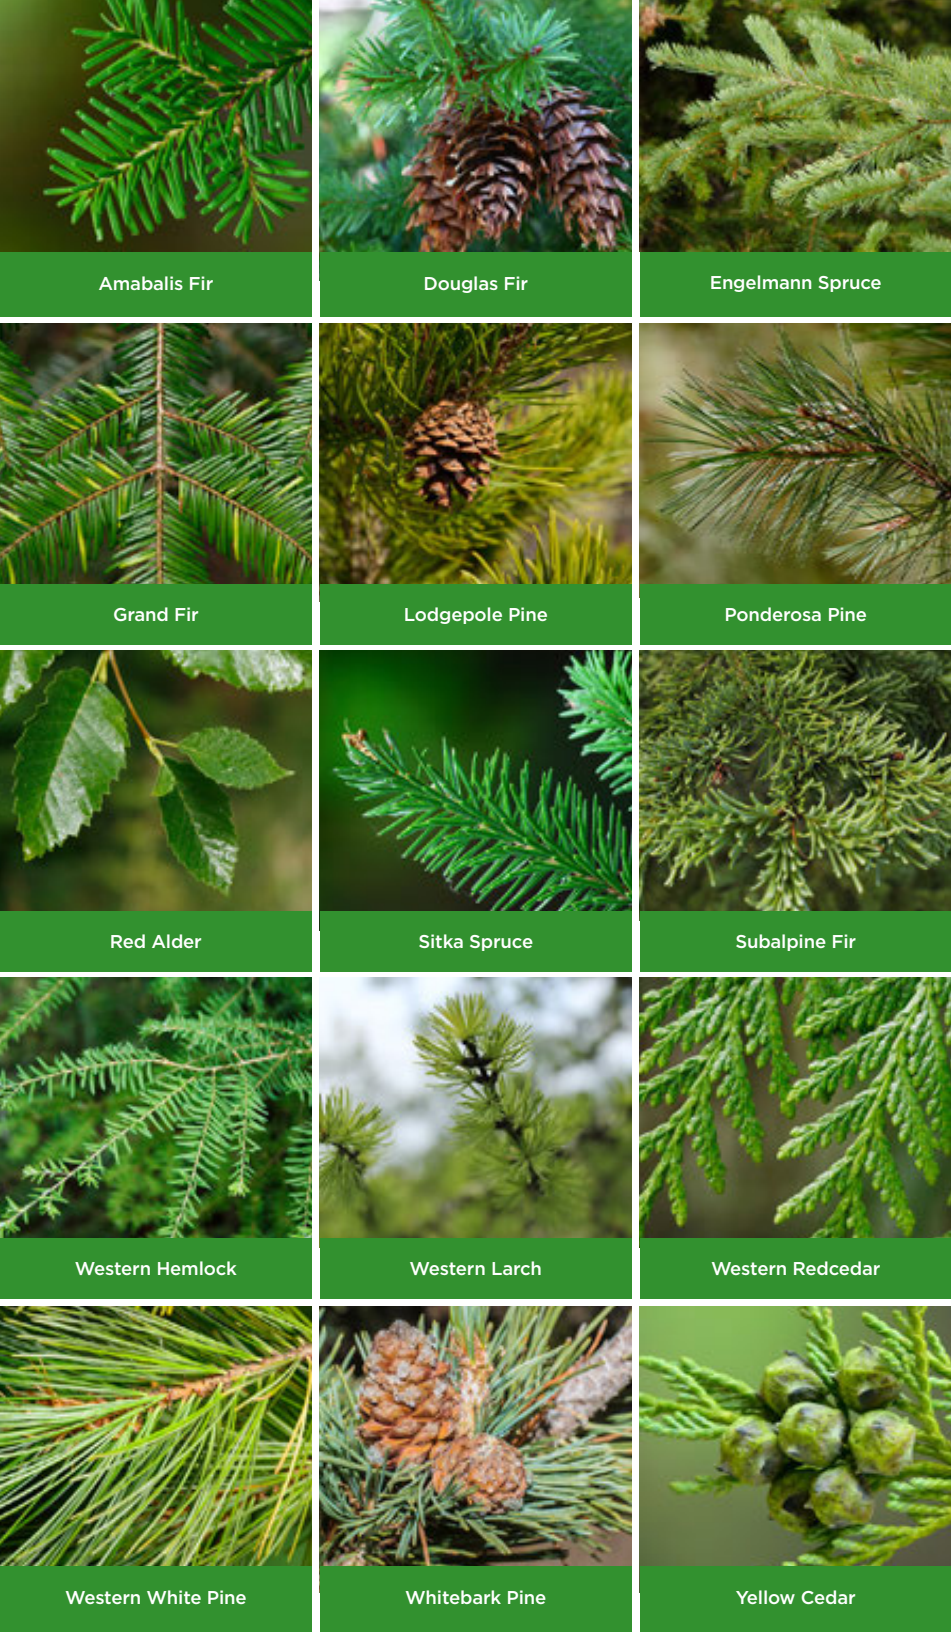 Amabalis Fir
Douglas Fir
Engelmann Spruce
Grand Fir
Lodgepole Pine
Ponderosa Pine
Red Alder
Sitka Spruce
Subalpine Fir
Western Hemlock
Western Larch
Western Redcedar
Western White Pine
Whitebark Pine
Yellow Cedar